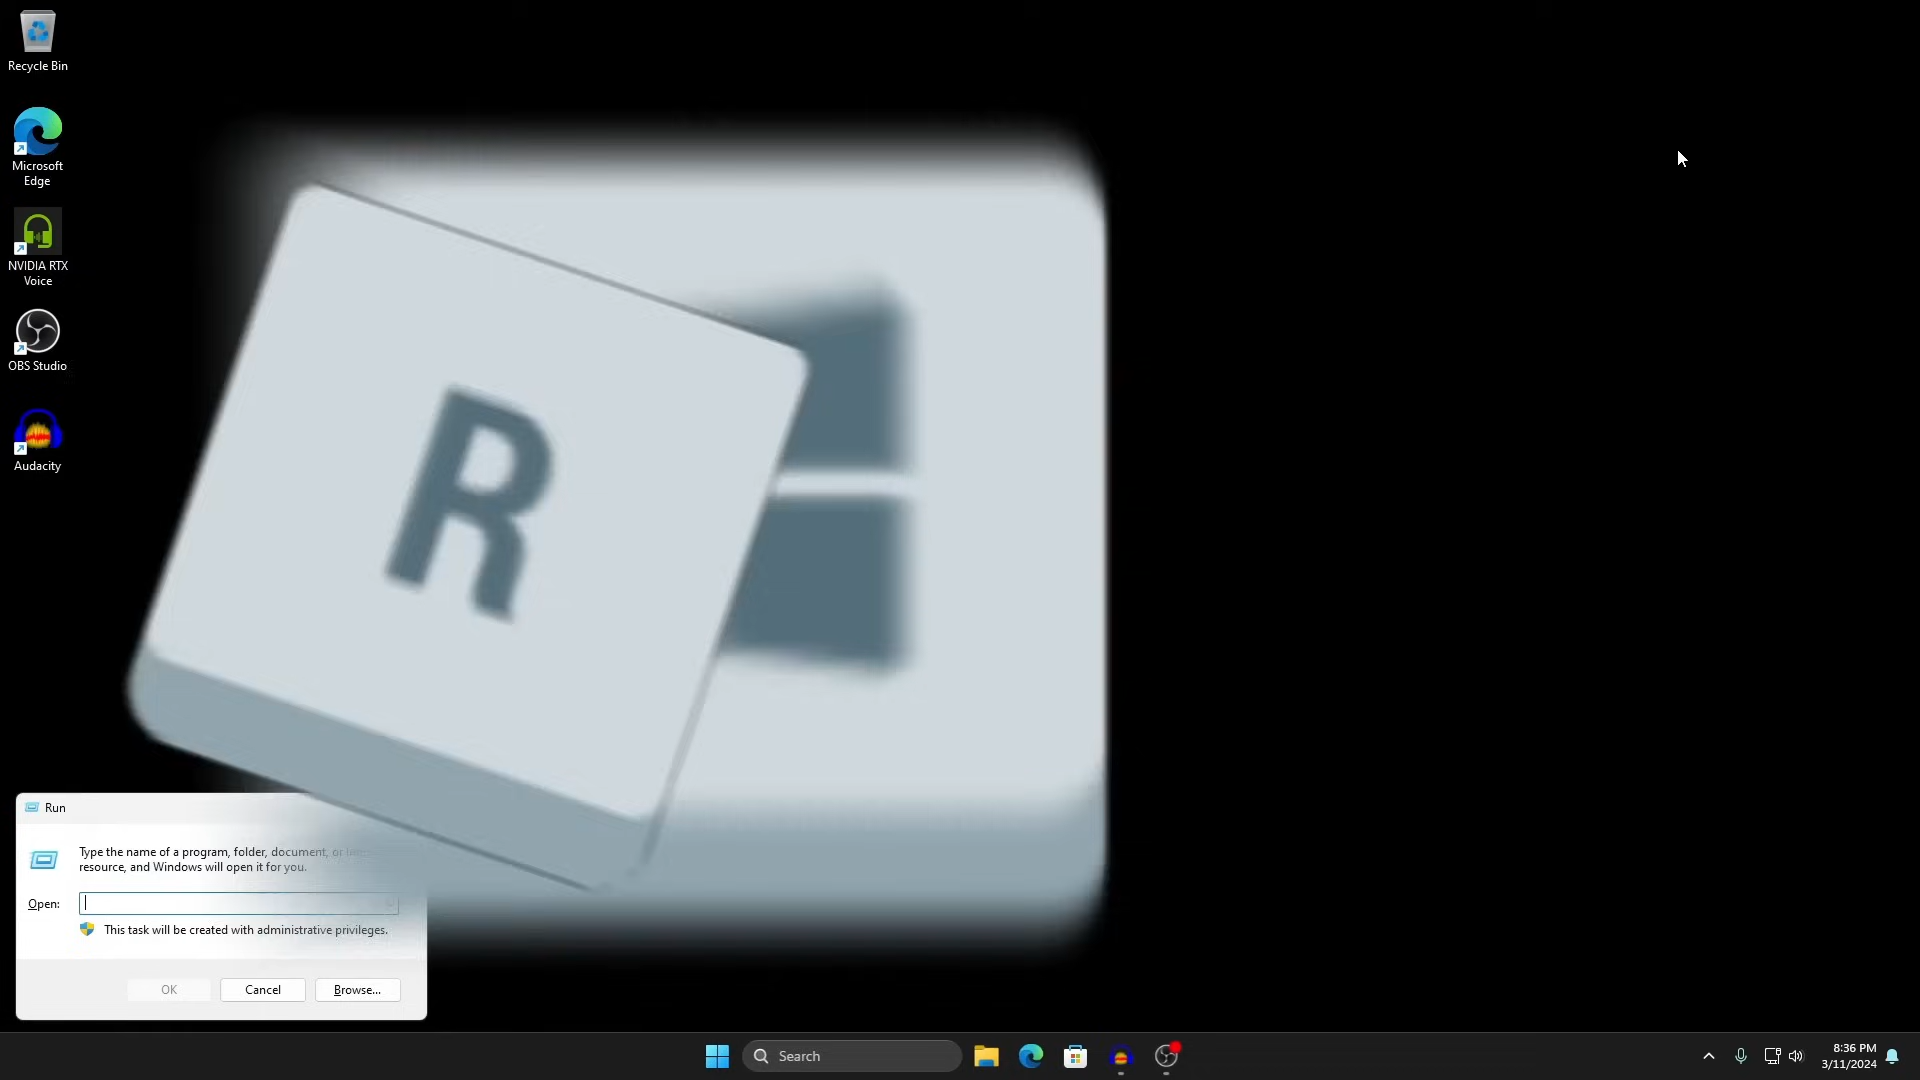 Recycle Bin
Microsoft
Edge
NVIDIA RTX
Voice
OBS Studio
Audacity
R
Run
Type the name of a program, folder, document, or
resource, and Windows will open it for you.
Open:
This task will be created with administrative privileges.
OK
Cancel
Browse...
Search
8:36 PM
3/11/2024